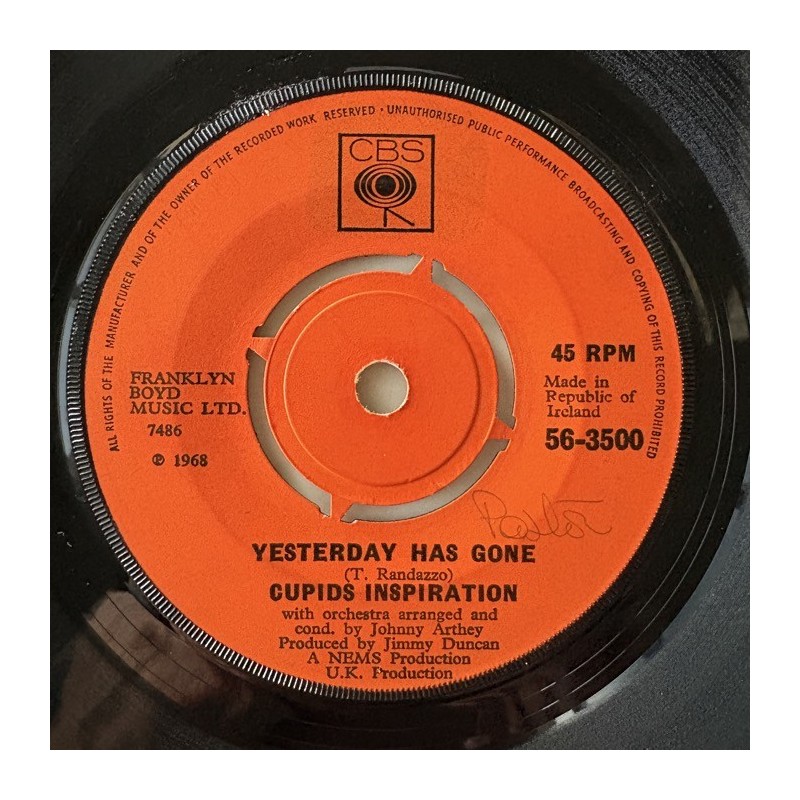 ALL RIGHTS OF THE MANUFACTURER AND OF THE OWNER OF THE RECORDED WORK RESERVED · UNAUTHORISED PUBLIC PERFORMANCE BROADCASTING AND COPYING OF THIS RECORD PROHIBITED
CBS
45 RPM
Made in
Republic of
Ireland
56-3500
FRANKLYN
BOYD
MUSIC LTD.
7486
℗ 1968
YESTERDAY HAS GONE
(T. Randazzo)
CUPIDS INSPIRATION
with orchestra arranged and
cond. by Johnny Arthey
Produced by Jimmy Duncan
A NEMS Production
U.K. Production